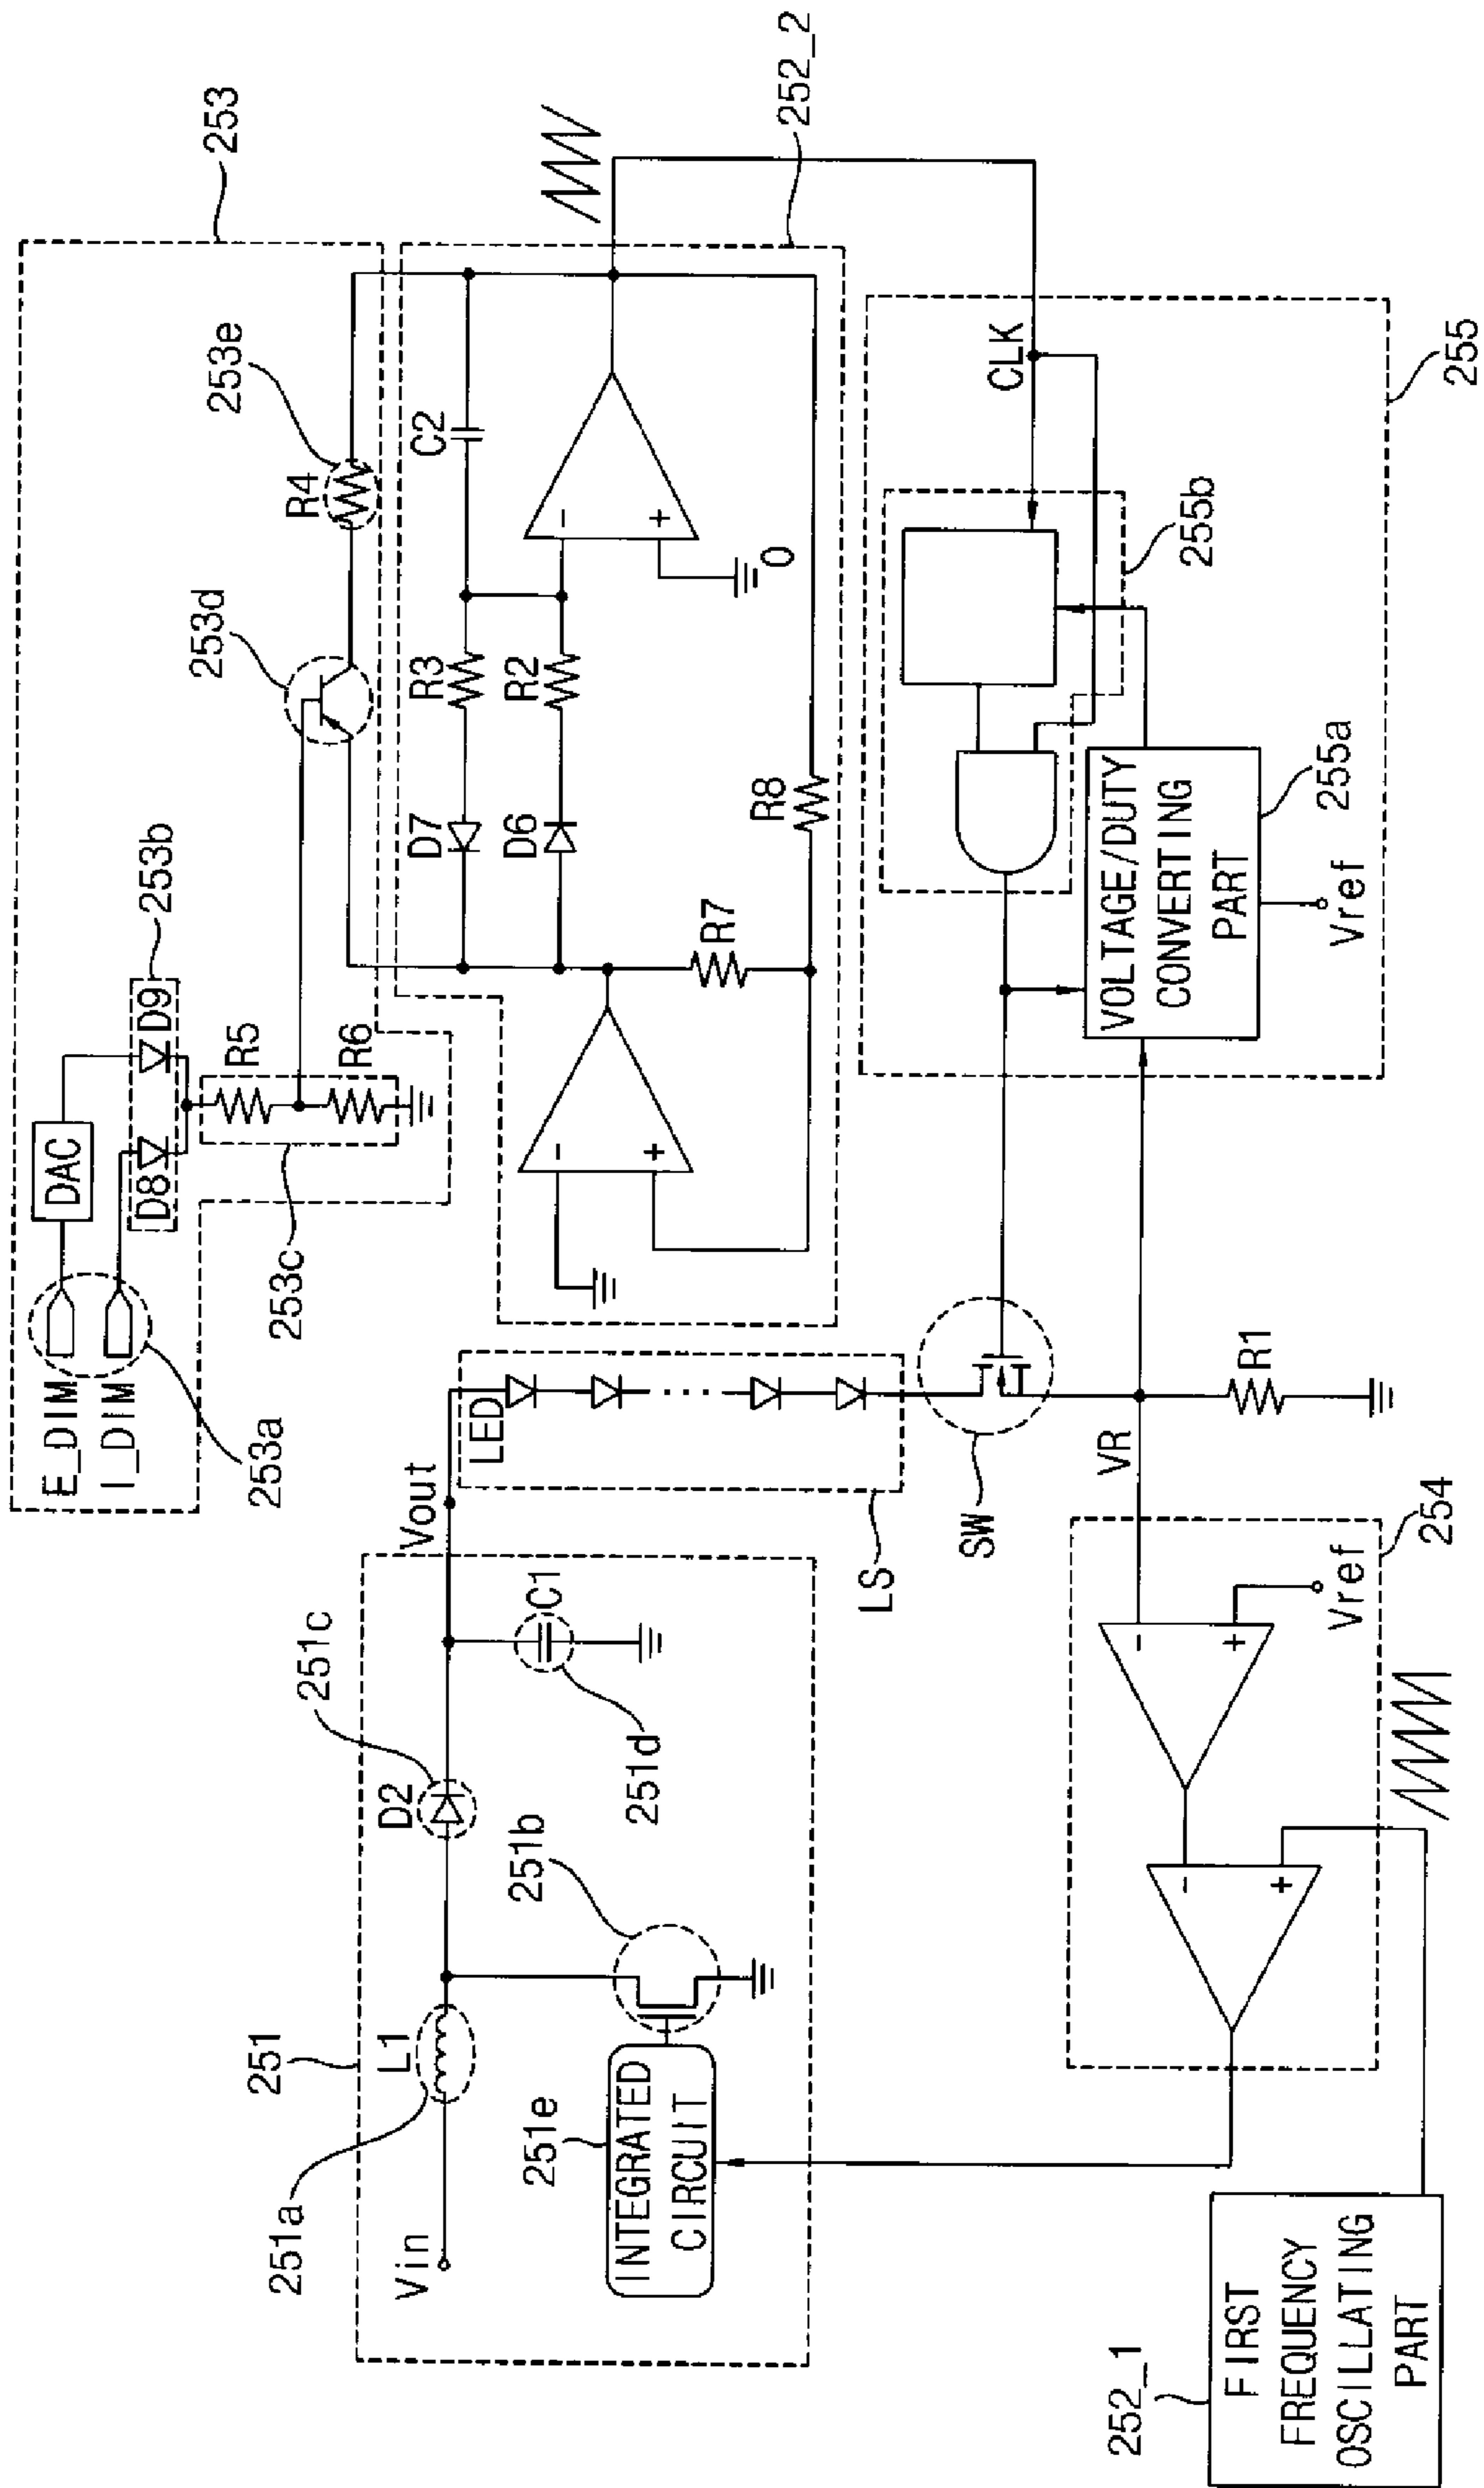 253
E_DIM
I_DIM
253a
DAC
D8
D9
253b
253c
R5
R6
253d
R4
253e
252_2
D7
R3
C2
D6
R2
0
R7
R8
251
251a
L1
Vin
D2
251c
Vout
C1
251d
251b
251e
INTEGRATED
CIRCUIT
LED
LS
SW
VR
R1
CLK
255b
255
VOLTAGE/DUTY
CONVERTING
PART
255a
Vref
254
Vref
252_1
FIRST
FREQUENCY
OSCILLATING
PART
-
+
-
+
-
+
-
+